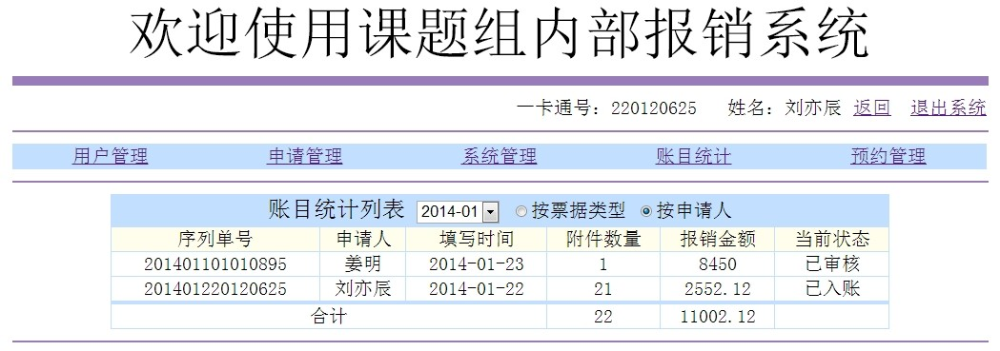 欢迎使用课题组内部报销系统
一卡通号：220120625 姓名：刘亦辰 返回 退出系统
用户管理 申请管理 系统管理 账目统计 预约管理
账目统计列表 2014-01 按票据类型 按申请人
序列单号 申请人 填写时间 附件数量 报销金额 当前状态
201401101010895 姜明 2014-01-23 1 8450 已审核
201401220120625 刘亦辰 2014-01-22 21 2552.12 已入账
合计 22 11002.12